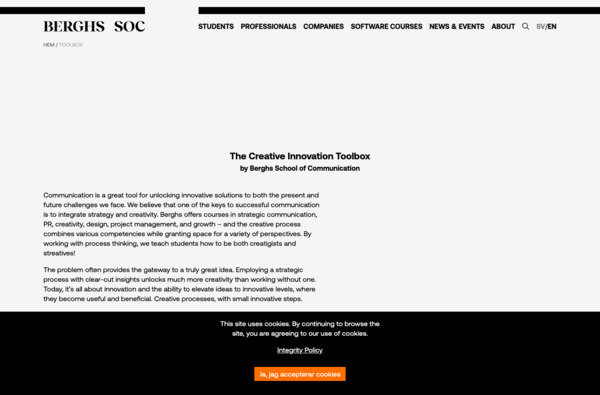 BERGHS SOC
STUDENTS PROFESSIONALS COMPANIES SOFTWARE COURSES NEWS & EVENTS ABOUT SV/EN
HEM / TOOLBOX
The Creative Innovation Toolbox
by Berghs School of Communication
Communication is a great tool for unlocking innovative solutions to both the present and
future challenges we face. We believe that one of the keys to successful communication
is to integrate strategy and creativity. Berghs offers courses in strategic communication,
PR, creativity, design, project management, and growth – and the creative process
combines various competencies while granting space for a variety of perspectives. By
working with process thinking, we teach students how to be both creatigists and
streatives!
The problem often provides the gateway to a truly great idea. Employing a strategic
process with clear-cut insights unlocks much more creativity than working without one.
Today, it's all about innovation and the ability to elevate ideas to innovative levels, where
they become useful and beneficial. Creative processes, with small innovative steps.
This site uses cookies. By continuing to browse the
site, you are agreeing to our use of cookies.
Integrity Policy
Ja, jag accepterar cookies